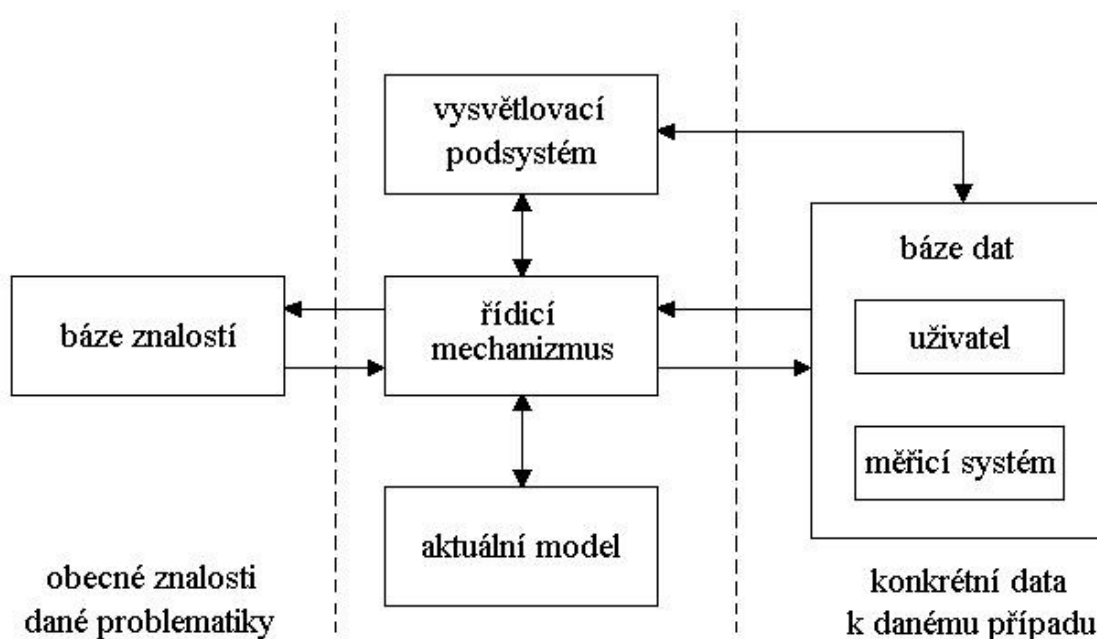 vysvětlovací
podsystém
báze dat
báze znalostí
řídicí
mechanizmus
uživatel
měřicí systém
aktuální model
obecné znalosti
dané problematiky
konkrétní data
k danému případu